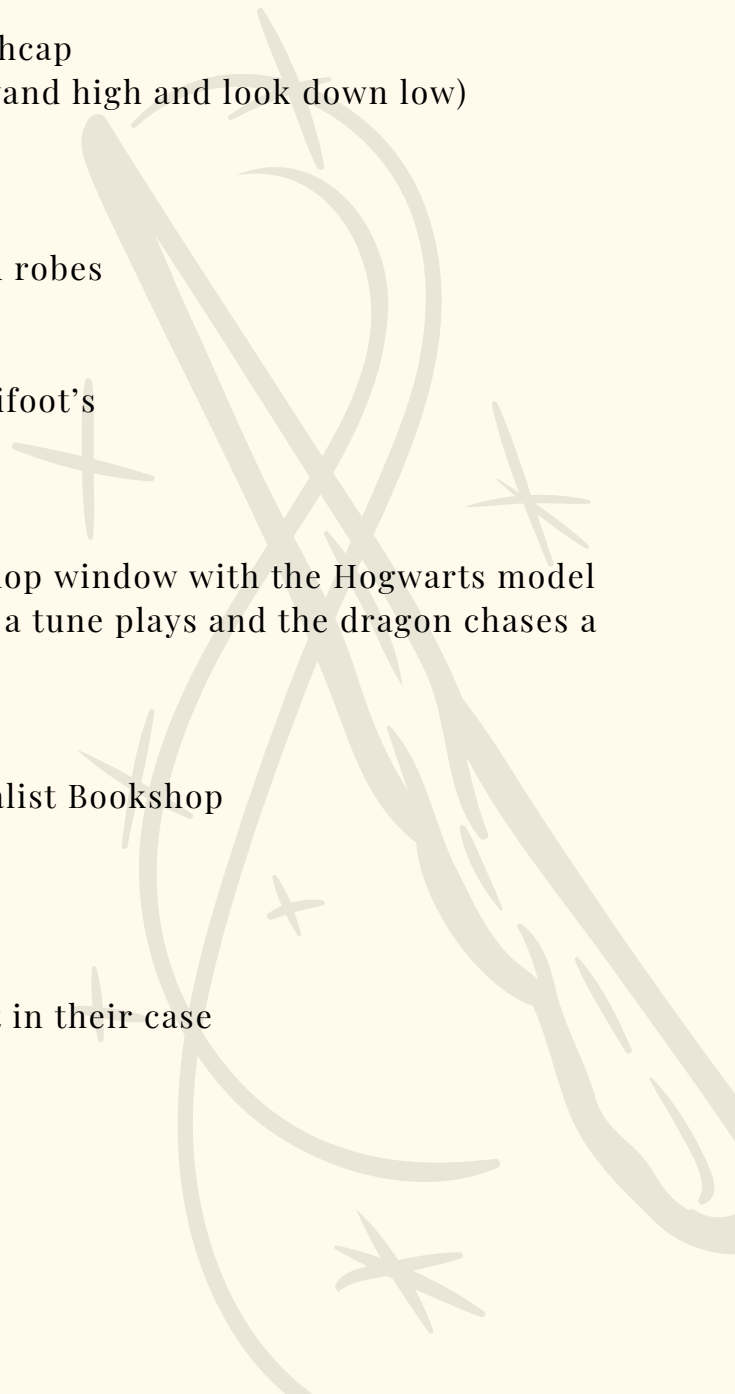 hcap
and high and look down low)
robes
ifoot's
op window with the Hogwarts model
a tune plays and the dragon chases a
alist Bookshop
in their case